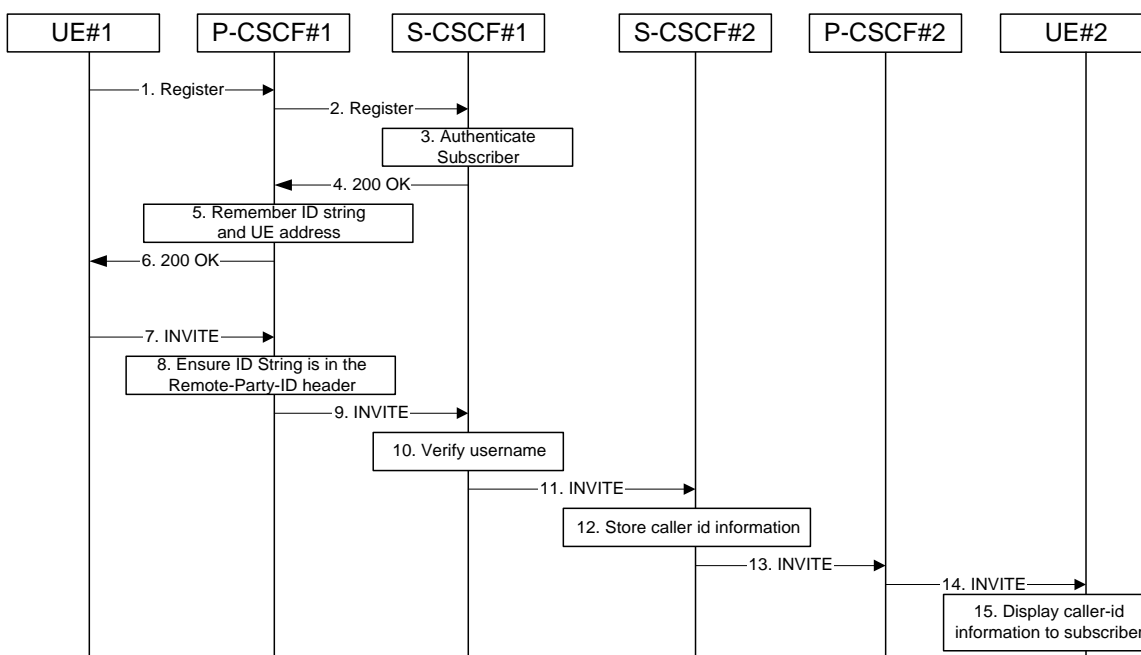 UE#1
P-CSCF#1
S-CSCF#1
S-CSCF#2
P-CSCF#2
UE#2
1. Register
2. Register
3. Authenticate
Subscriber
4. 200 OK
5. Remember ID string
and UE address
6. 200 OK
7. INVITE
8. Ensure ID String is in the
Remote-Party-ID header
9. INVITE
10. Verify username
11. INVITE
12. Store caller id information
13. INVITE
14. INVITE
15. Display caller-id
information to subscriber